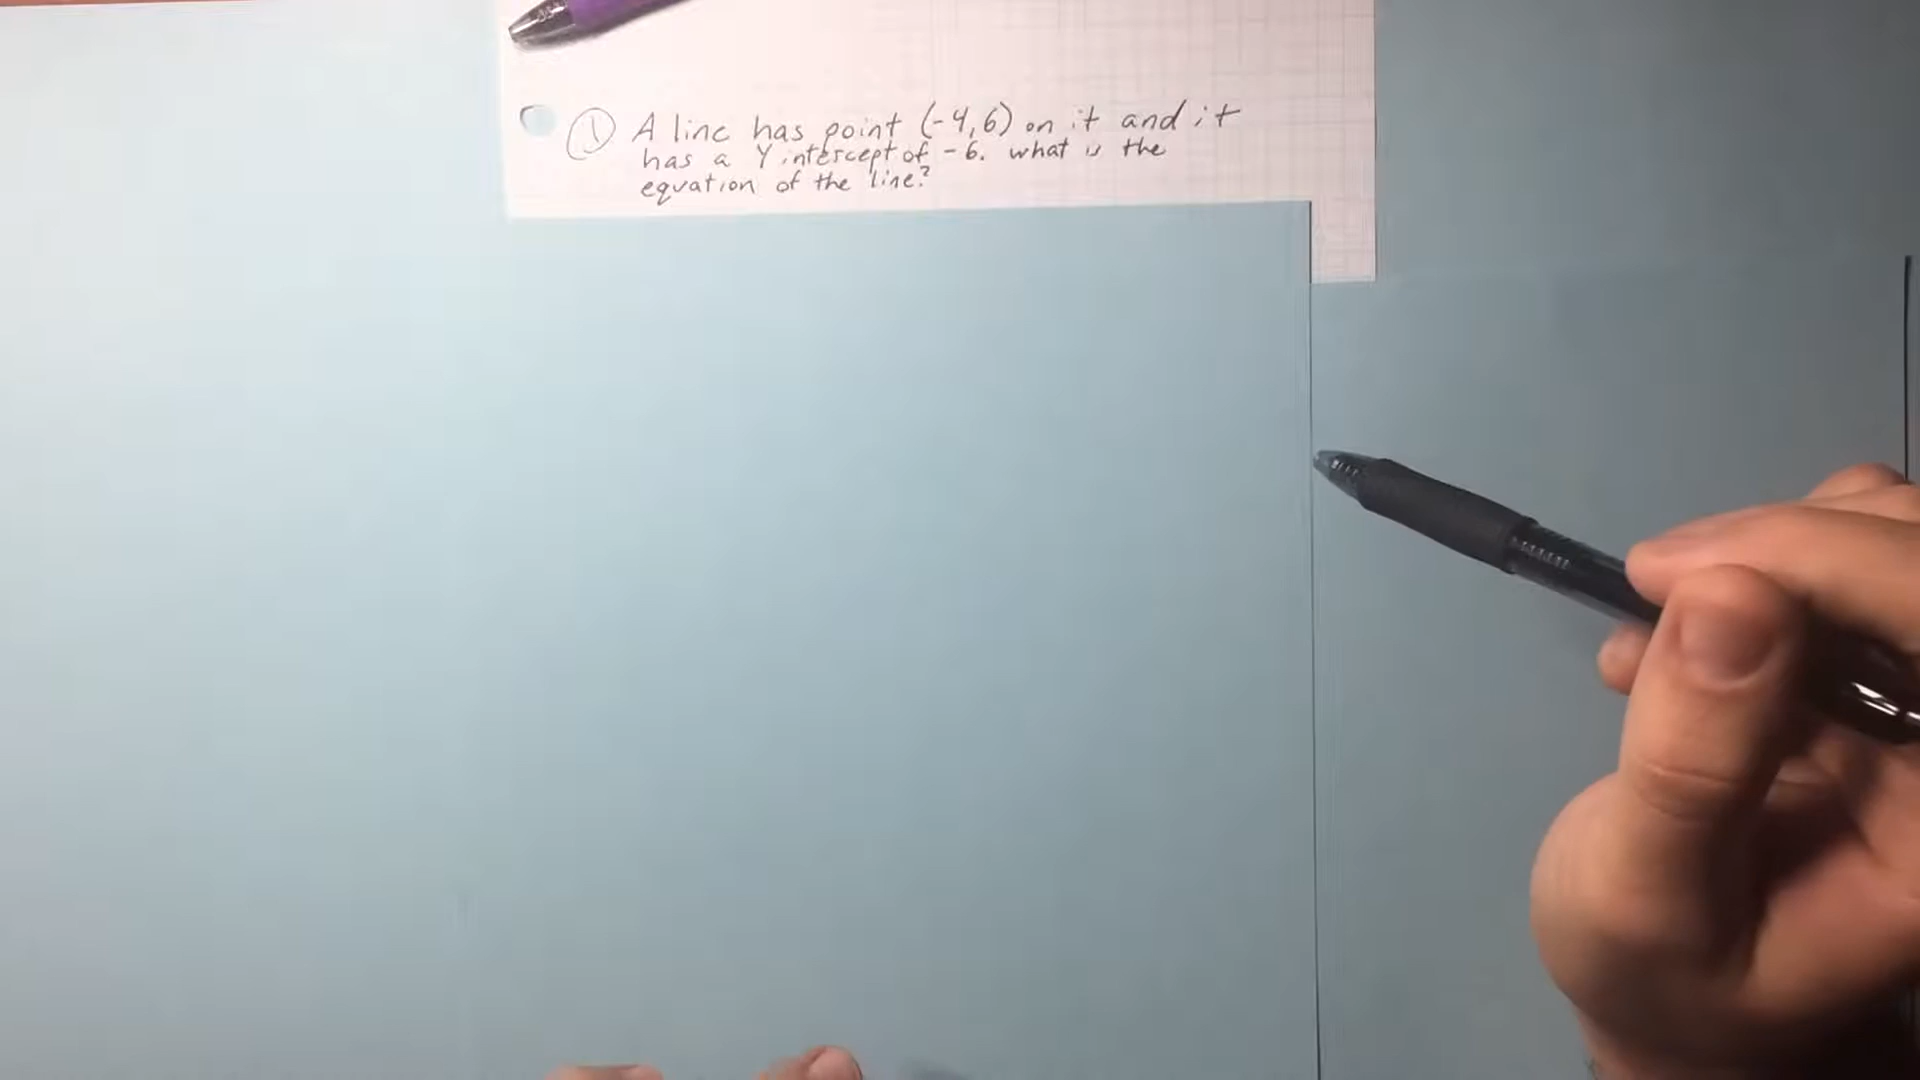 ① A line has point (-4,6) on it and it
has a Y intercept of -6. what is the
equation of the line?